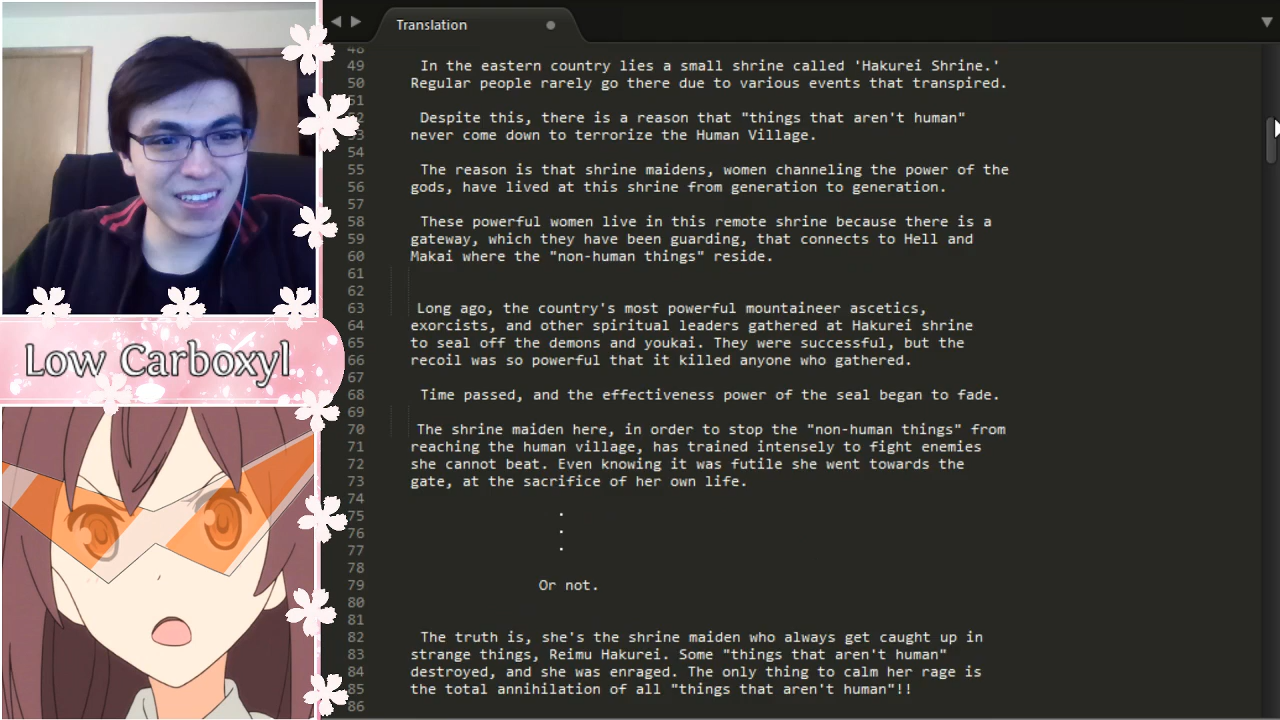 Translation
48
49 In the eastern country lies a small shrine called 'Hakurei Shrine.'
50 Regular people rarely go there due to various events that transpired.
51
52 Despite this, there is a reason that "things that aren't human"
53 never come down to terrorize the Human Village.
54
55 The reason is that shrine maidens, women channeling the power of the
56 gods, have lived at this shrine from generation to generation.
57
58 These powerful women live in this remote shrine because there is a
59 gateway, which they have been guarding, that connects to Hell and
60 Makai where the "non-human things" reside.
61
62
63 Long ago, the country's most powerful mountaineer ascetics,
64 exorcists, and other spiritual leaders gathered at Hakurei shrine
65 to seal off the demons and youkai. They were successful, but the
66 recoil was so powerful that it killed anyone who gathered.
67
68 Time passed, and the effectiveness power of the seal began to fade.
69
70 The shrine maiden here, in order to stop the "non-human things" from
71 reaching the human village, has trained intensely to fight enemies
72 she cannot beat. Even knowing it was futile she went towards the
73 gate, at the sacrifice of her own life.
74
75 .
76 .
77 .
78
79 Or not.
80
81
82 The truth is, she's the shrine maiden who always get caught up in
83 strange things, Reimu Hakurei. Some "things that aren't human"
84 destroyed, and she was enraged. The only thing to calm her rage is
85 the total annihilation of all "things that aren't human"!!
86
Low Carboxyl